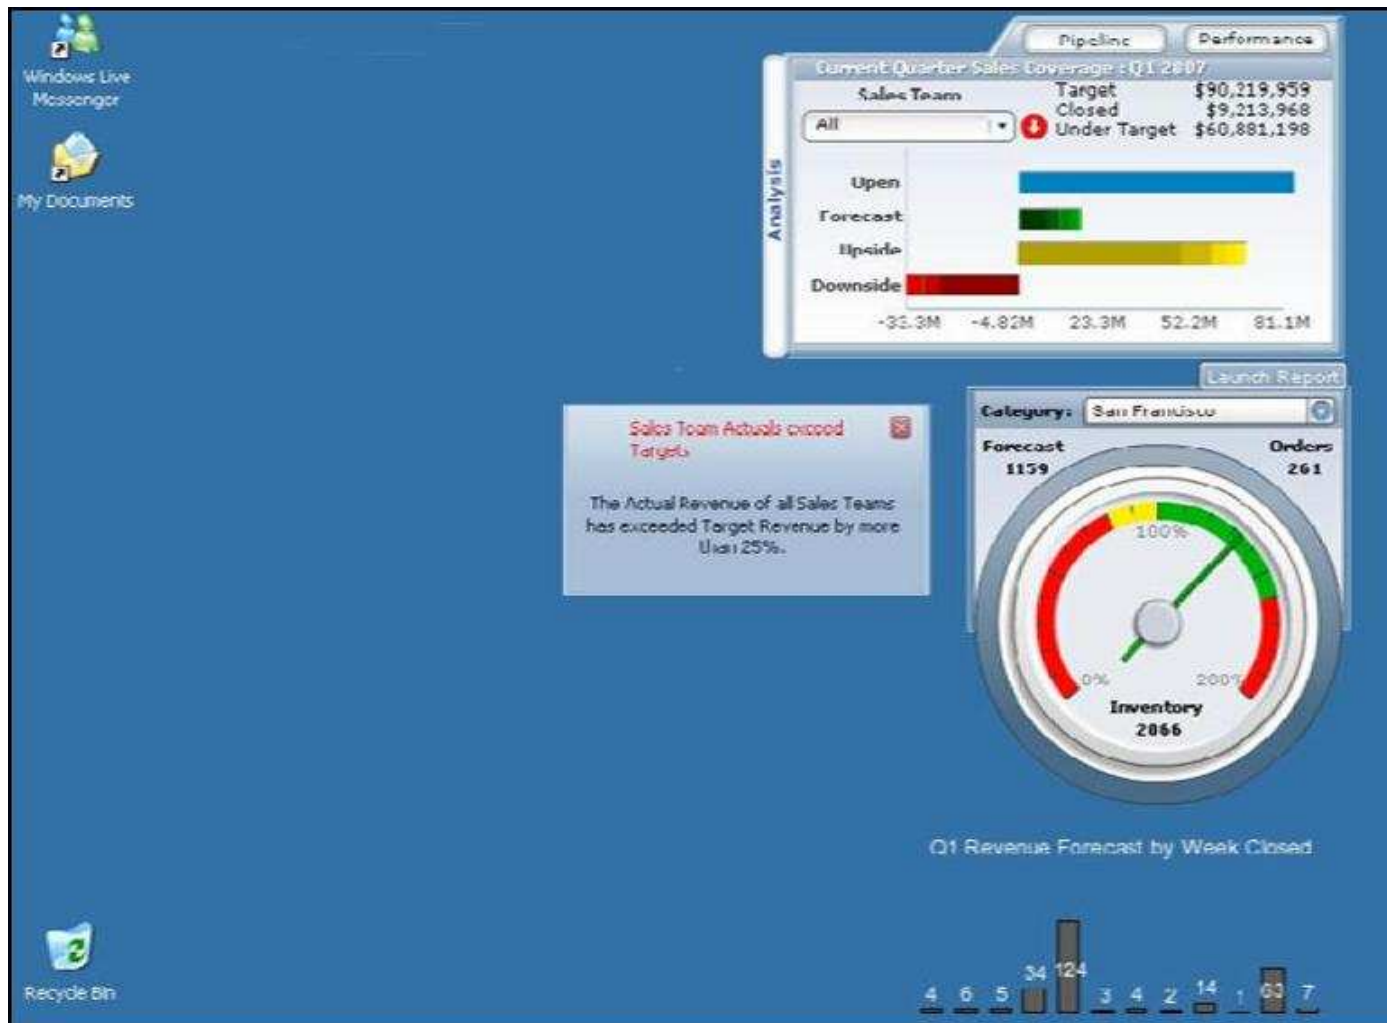 Windows Live
Messenger
My Documents
Recycle Bin
Pipeline
Performance
Analysis
Current Quarter Sales Coverage : Q1 2007
Sales Team
All
Target $90,219,959
Closed $9,213,968
Under Target $60,881,198
Open
Forecast
Upside
Downside
-33.3M -4.82M 23.3M 52.2M 81.1M
Launch Report
Category: San Francisco
Forecast
1159
Orders
261
100%
0%
200%
Inventory
2066
Sales Team Actuals exceed
Targets
The Actual Revenue of all Sales Teams
has exceeded Target Revenue by more
than 25%.
Q1 Revenue Forecast by Week Closed
4 6 5 34 124 3 4 2 14 1 63 7